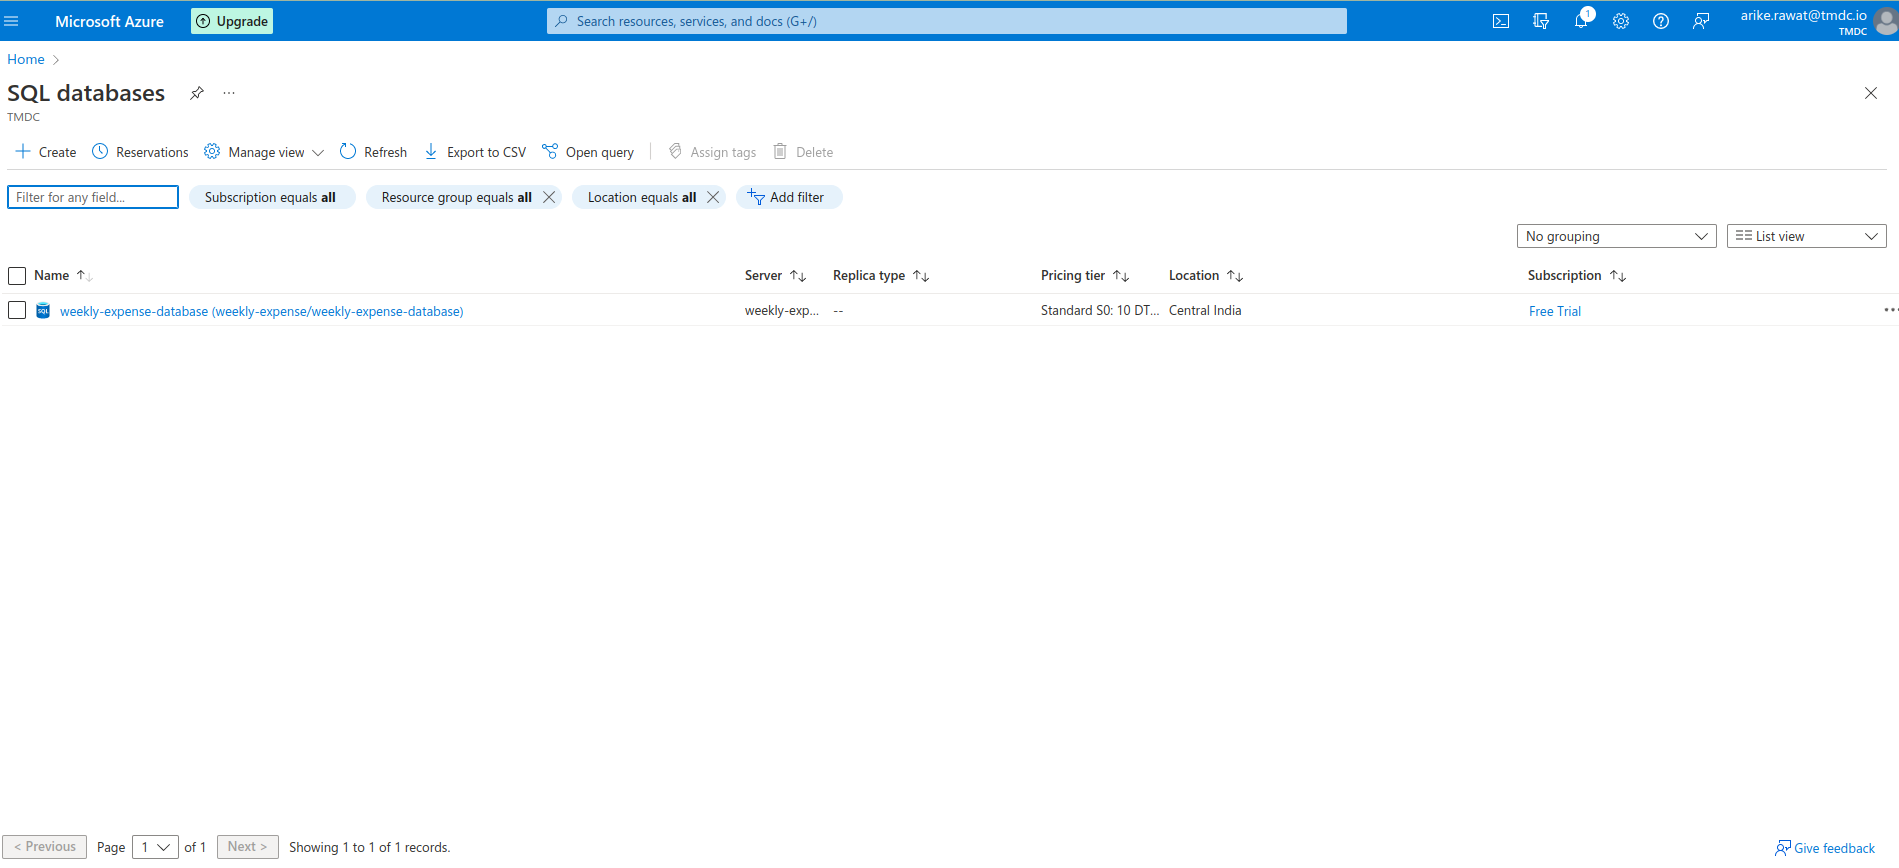 Microsoft Azure Upgrade Search resources, services, and docs (G+/) 1 arike.rawat@tmdc.io
TMDC
Home
SQL databases ...
TMDC
Create Reservations Manage view Refresh Export to CSV Open query Assign tags Delete
Filter for any field... Subscription equals all Resource group equals all Location equals all Add filter
No grouping List view
Name Server Replica type Pricing tier Location Subscription
SQL weekly-expense-database (weekly-expense/weekly-expense-database) weekly-exp... -- Standard S0: 10 DT... Central India Free Trial ...
< Previous Page 1 of 1 Next > Showing 1 to 1 of 1 records. Give feedback